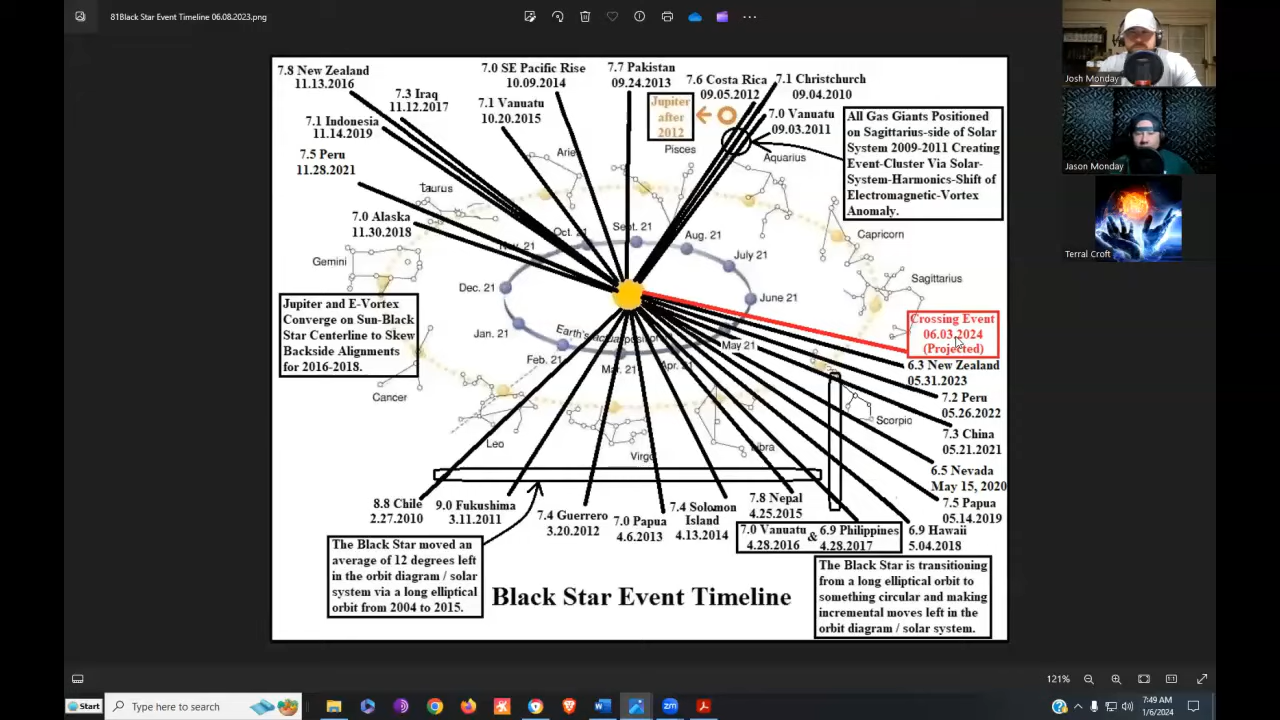 81Black Star Event Timeline 06.08.2023.png
7.8 New Zealand
11.13.2016
7.3 Iraq
11.12.2017
7.1 Indonesia
11.14.2019
7.5 Peru
11.28.2021
7.0 Alaska
11.30.2018
7.0 SE Pacific Rise
10.09.2014
7.1 Vanuatu
10.20.2015
7.7 Pakistan
09.24.2013
7.6 Costa Rica
09.05.2012
7.1 Christchurch
09.04.2010
7.0 Vanuatu
09.03.2011
Jupiter
after
2012
All Gas Giants Positioned
on Sagittarius-side of Solar
System 2009-2011 Creating
Event-Cluster Via Solar-
System-Harmonics-Shift of
Electromagnetic-Vortex
Anomaly.
Pisces
Aquarius
Arie
Taurus
Gemini
Cancer
Leo
Virgo
Scorpio
Sagittarius
Capricorn
Sept. 21
Oct. 21
Nov. 21
Dec. 21
Jan. 21
Feb. 21
Mar. 21
Apr. 21
May 21
June 21
July 21
Aug. 21
Earth's actual position
Jupiter and E-Vortex
Converge on Sun-Black
Star Centerline to Skew
Backside Alignments
for 2016-2018.
Crossing Event
06.03.2024
(Projected)
6.3 New Zealand
05.31.2023
7.2 Peru
05.26.2022
7.3 China
05.21.2021
6.5 Nevada
May 15, 2020
7.5 Papua
05.14.2019
6.9 Hawaii
5.04.2018
8.8 Chile
2.27.2010
9.0 Fukushima
3.11.2011
7.4 Guerrero
3.20.2012
7.0 Papua
4.6.2013
7.4 Solomon
Island
4.13.2014
7.8 Nepal
4.25.2015
7.0 Vanuatu & 6.9 Philippines
4.28.2016 4.28.2017
The Black Star moved an
average of 12 degrees left
in the orbit diagram / solar
system via a long elliptical
orbit from 2004 to 2015.
Black Star Event Timeline
The Black Star is transitioning
from a long elliptical orbit to
something circular and making
incremental moves left in the
orbit diagram / solar system.
Josh Monday
Jason Monday
Terral Croft
121%
Start
Type here to search
7:49 AM
1/6/2024